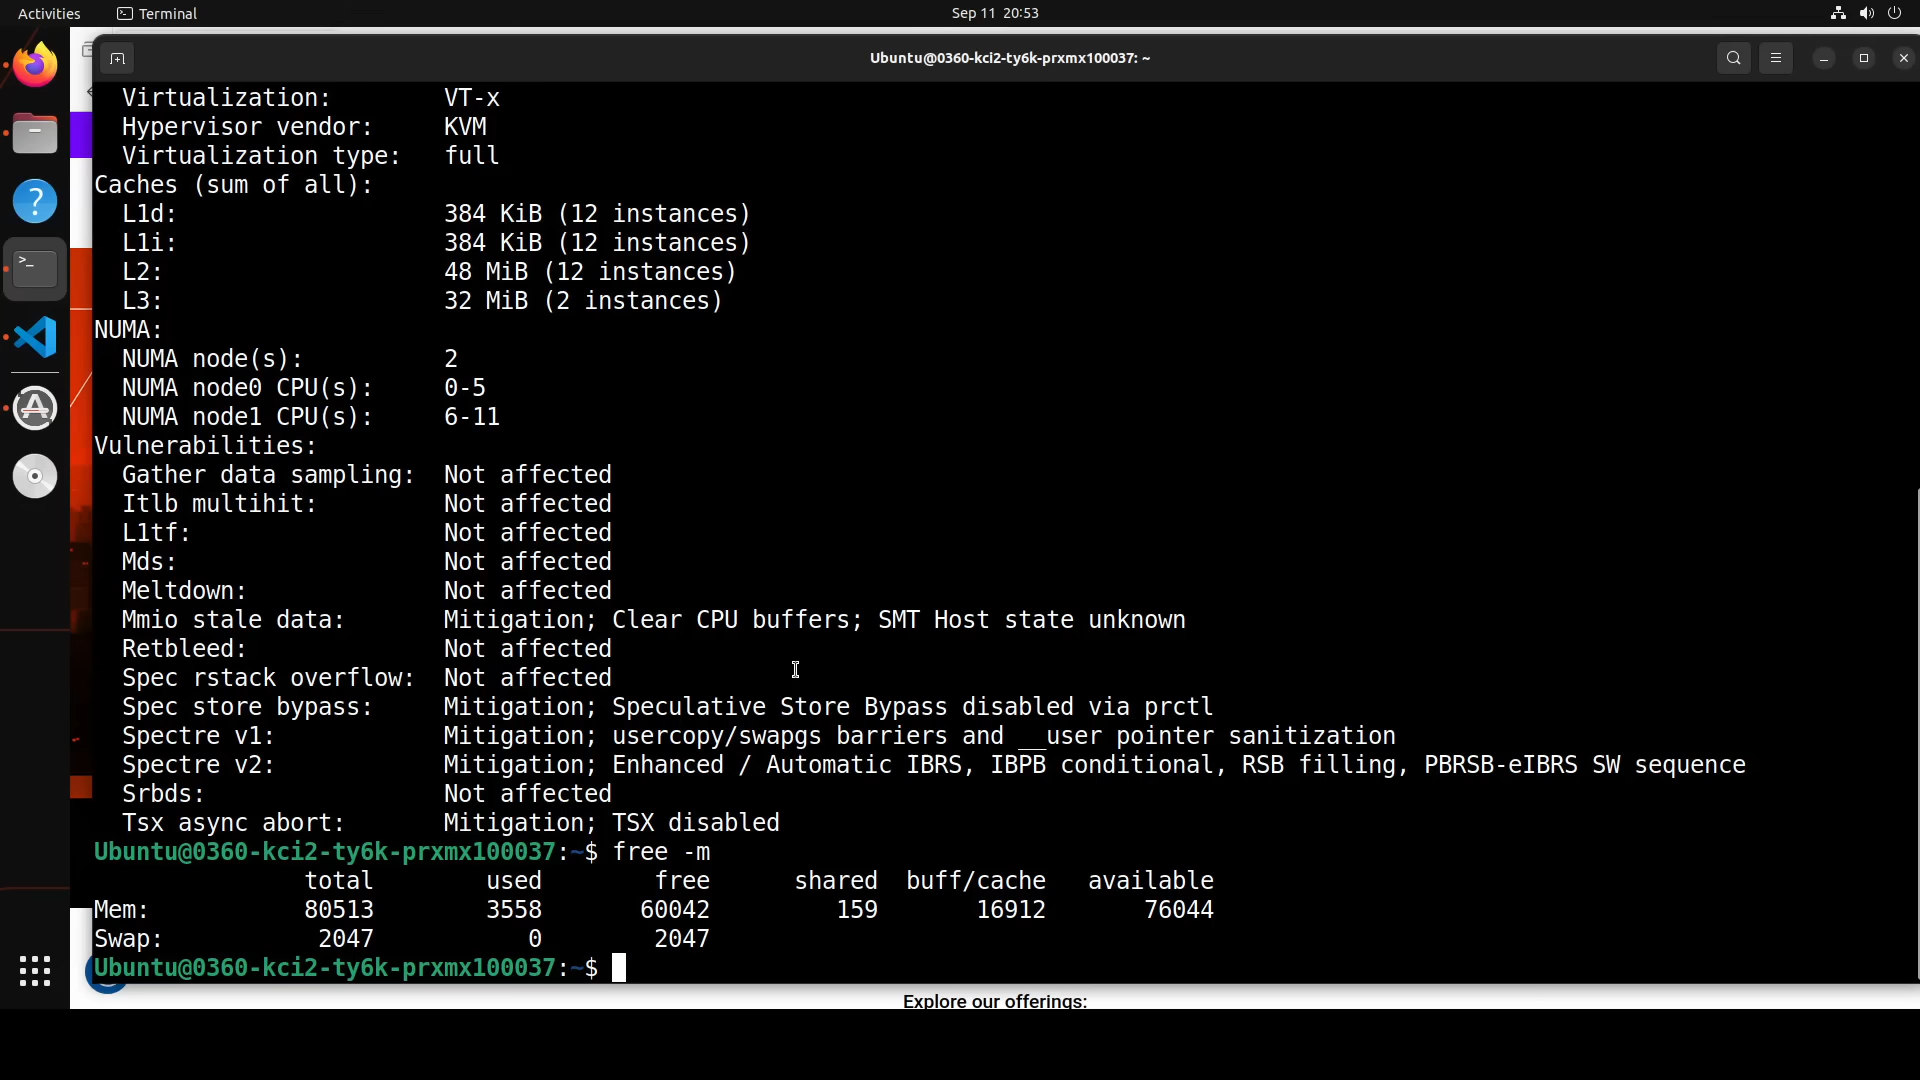 Activities Terminal Sep 11 20:53
Ubuntu@0360-kci2-ty6k-prxmx100037: ~
Virtualization: VT-x
Hypervisor vendor: KVM
Virtualization type: full
Caches (sum of all):
L1d: 384 KiB (12 instances)
L1i: 384 KiB (12 instances)
L2: 48 MiB (12 instances)
L3: 32 MiB (2 instances)
NUMA:
NUMA node(s): 2
NUMA node0 CPU(s): 0-5
NUMA node1 CPU(s): 6-11
Vulnerabilities:
Gather data sampling: Not affected
Itlb multihit: Not affected
L1tf: Not affected
Mds: Not affected
Meltdown: Not affected
Mmio stale data: Mitigation; Clear CPU buffers; SMT Host state unknown
Retbleed: Not affected
Spec rstack overflow: Not affected
Spec store bypass: Mitigation; Speculative Store Bypass disabled via prctl
Spectre v1: Mitigation; usercopy/swapgs barriers and __user pointer sanitization
Spectre v2: Mitigation; Enhanced / Automatic IBRS, IBPB conditional, RSB filling, PBRSB-eIBRS SW sequence
Srbds: Not affected
Tsx async abort: Mitigation; TSX disabled
Ubuntu@0360-kci2-ty6k-prxmx100037:~$ free -m
total used free shared buff/cache available
Mem: 80513 3558 60042 159 16912 76044
Swap: 2047 0 2047
Ubuntu@0360-kci2-ty6k-prxmx100037:~$
Explore our offerings: